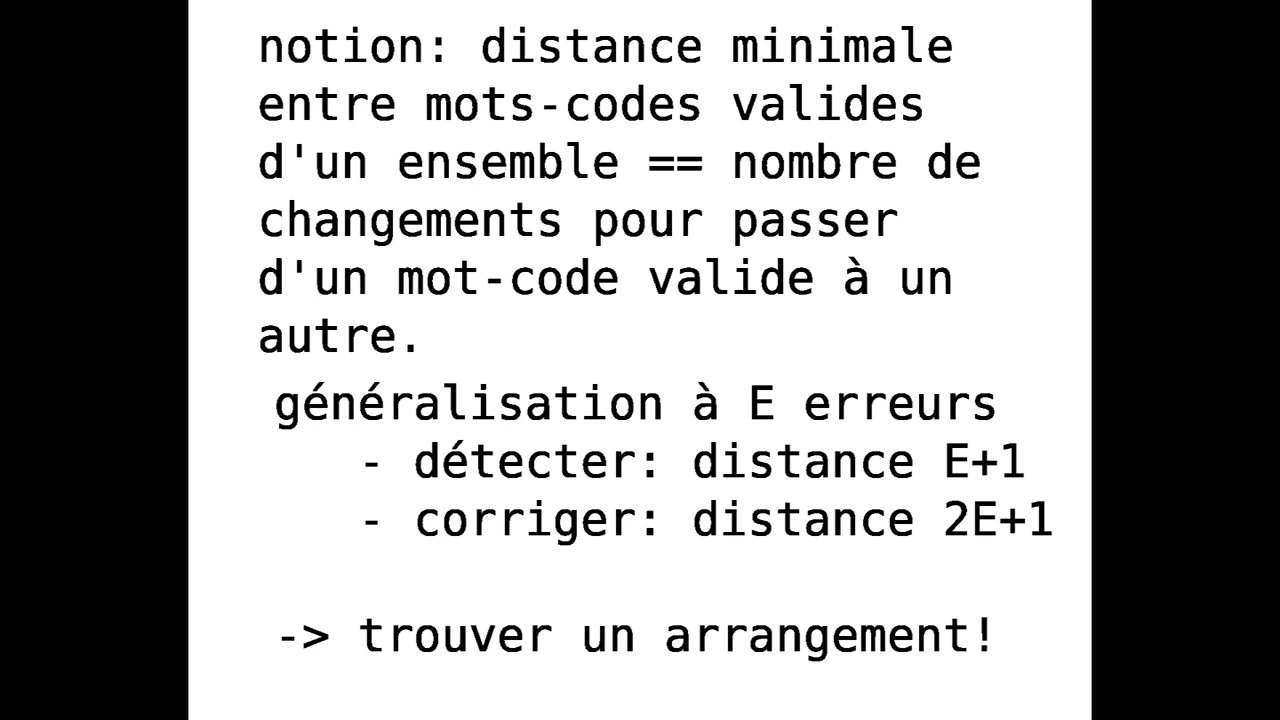 notion: distance minimale
entre mots-codes valides
d'un ensemble == nombre de
changements pour passer
d'un mot-code valide à un
autre.
généralisation à E erreurs
- détecter: distance E+1
- corriger: distance 2E+1
-> trouver un arrangement!